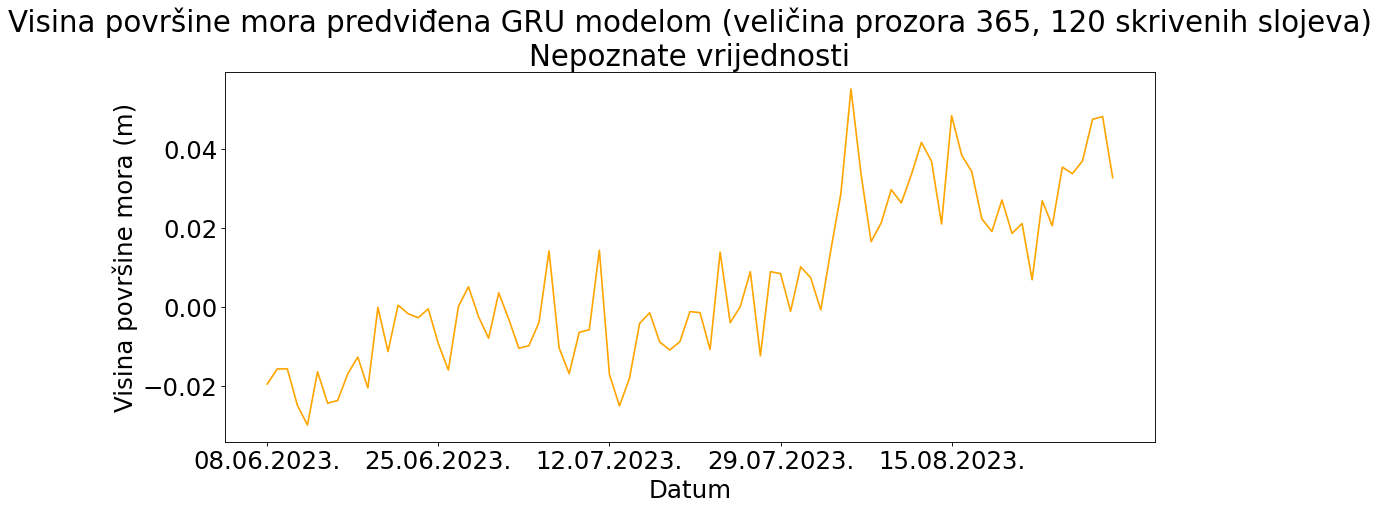 Visina površine mora predviđena GRU modelom (veličina prozora 365, 120 skrivenih slojeva)
Nepoznate vrijednosti
Visina površine mora (m)
0.04
0.02
0.00
−0.02
08.06.2023. 25.06.2023. 12.07.2023. 29.07.2023. 15.08.2023.
Datum